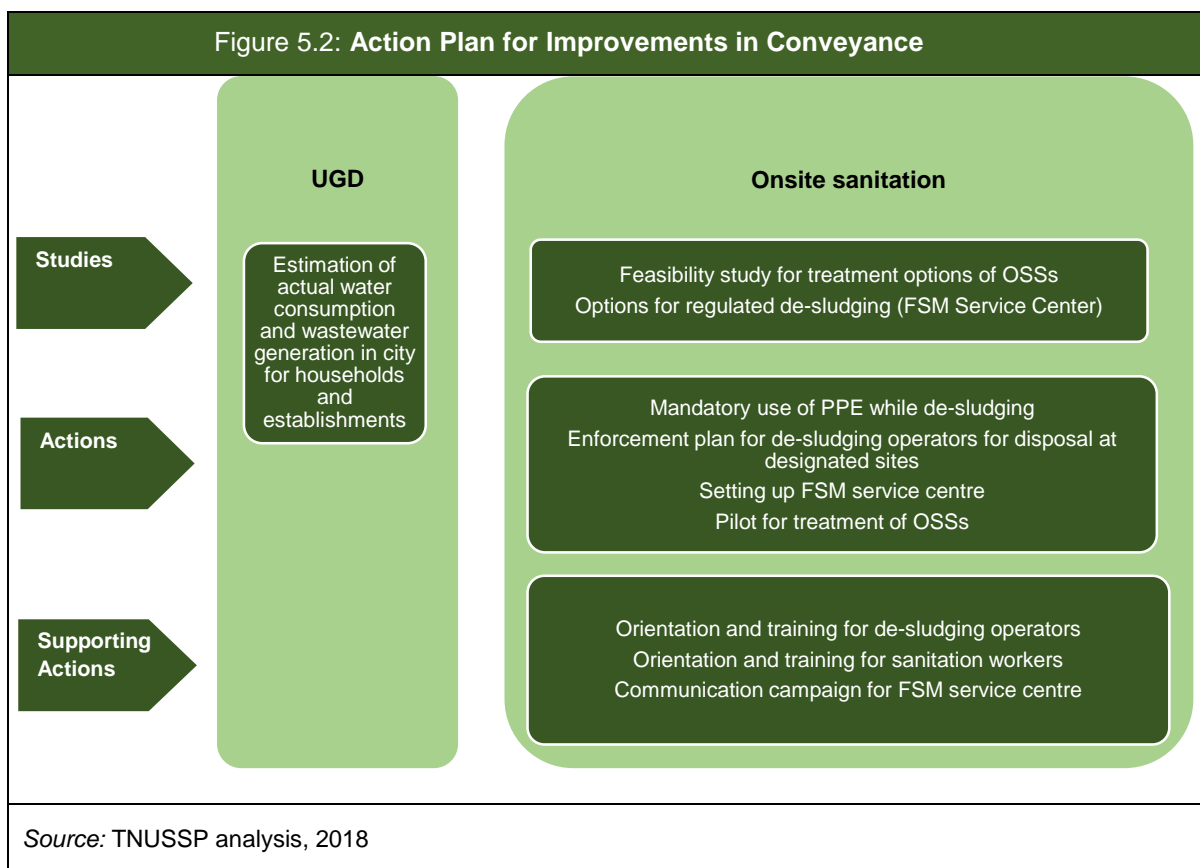 Figure 5.2: Action Plan for Improvements in Conveyance
UGD
Onsite sanitation
Studies
Estimation of
actual water
consumption
and wastewater
generation in city
for households
and
establishments
Feasibility study for treatment options of OSSs
Options for regulated de-sludging (FSM Service Center)
Actions
Mandatory use of PPE while de-sludging
Enforcement plan for de-sludging operators for disposal at
designated sites
Setting up FSM service centre
Pilot for treatment of OSSs
Supporting
Actions
Orientation and training for de-sludging operators
Orientation and training for sanitation workers
Communication campaign for FSM service centre
Source: TNUSSP analysis, 2018